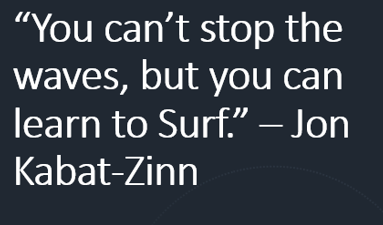 “You can’t stop the
waves, but you can
learn to Surf.” – Jon
Kabat-Zinn